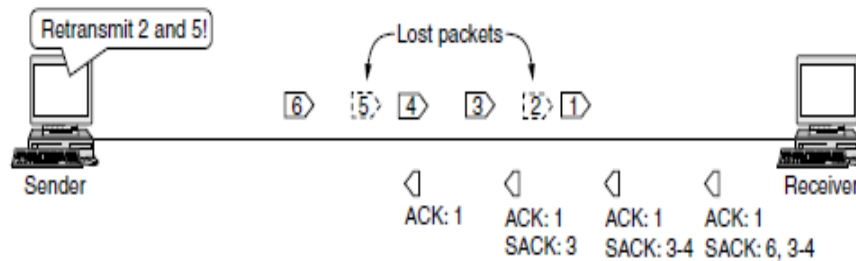 Retransmit 2 and 5!
Lost packets
6 5 4 3 2 1
Sender
Receiver
ACK: 1
ACK: 1
SACK: 3
ACK: 1
SACK: 3-4
ACK: 1
SACK: 6, 3-4